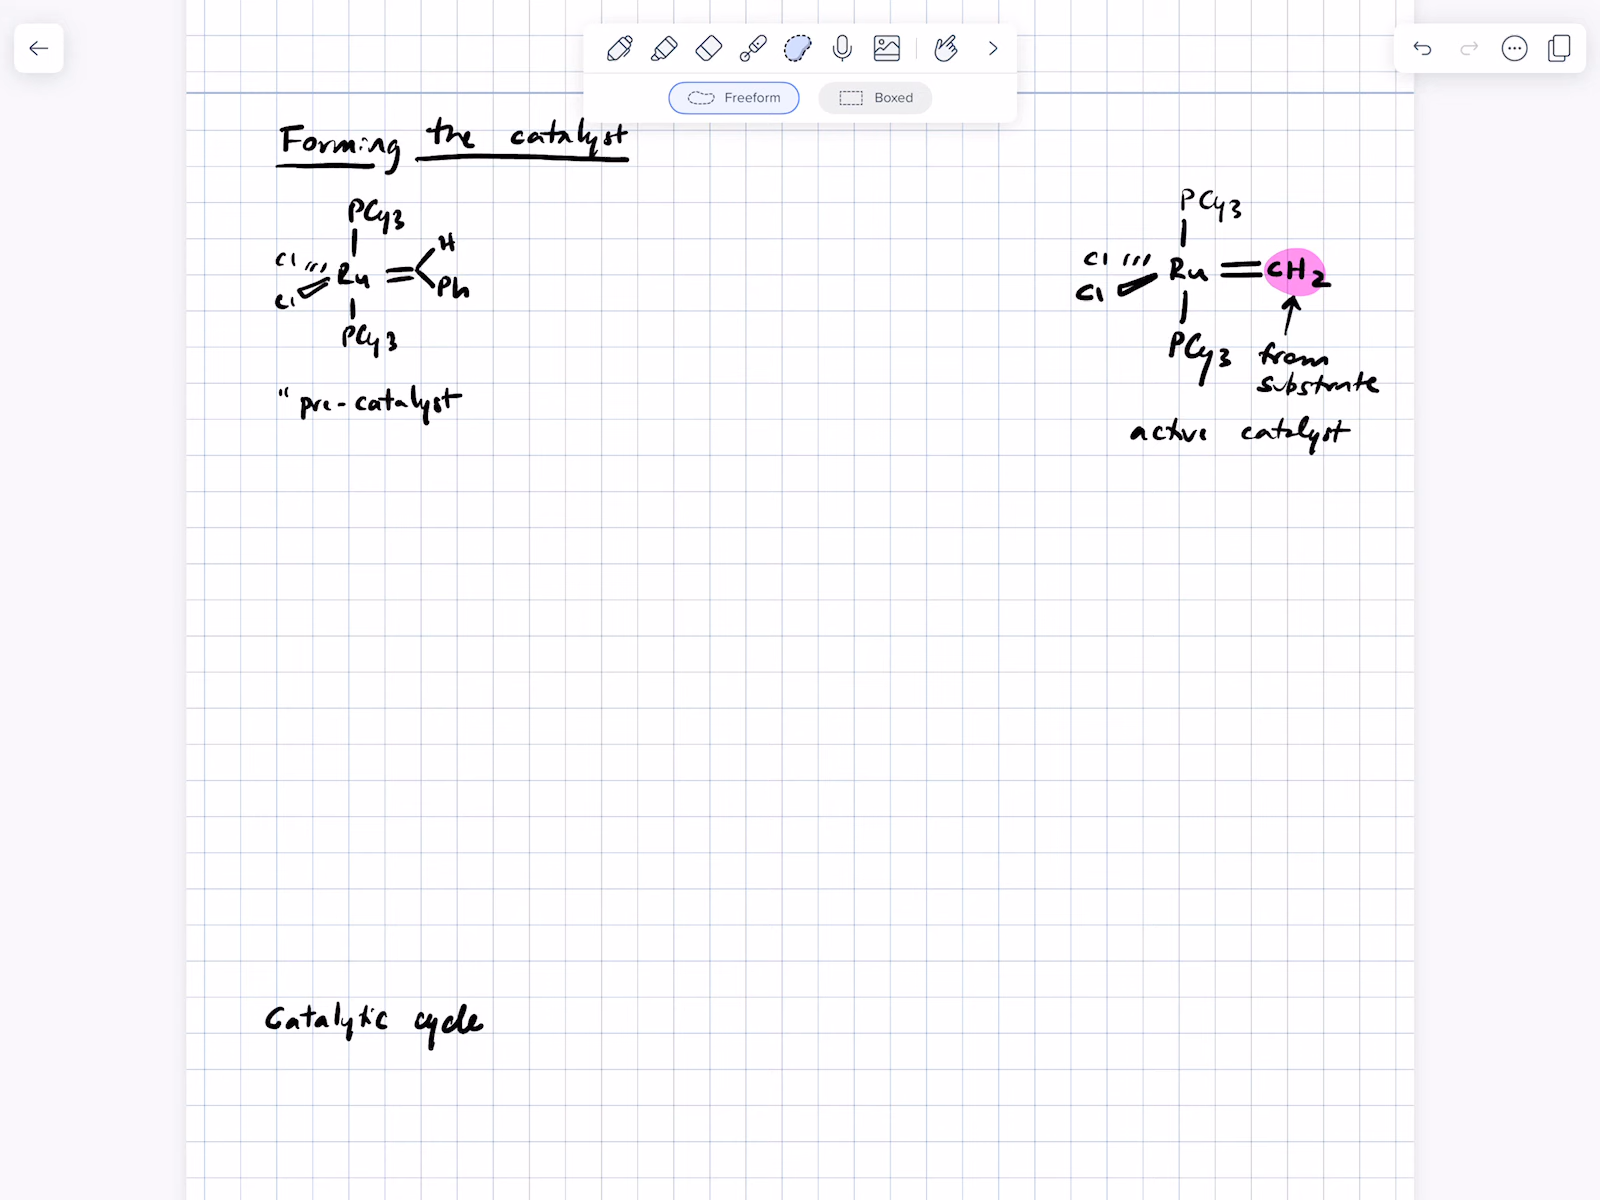 Freeform
Boxed
Forming the catalyst
PCy3
Cl
Ru
H
Cl
Ph
PCy3
"pre-catalyst
PCy3
Cl
Ru
CH2
Cl
PCy3
from
substrate
active catalyst
Catalytic cycle